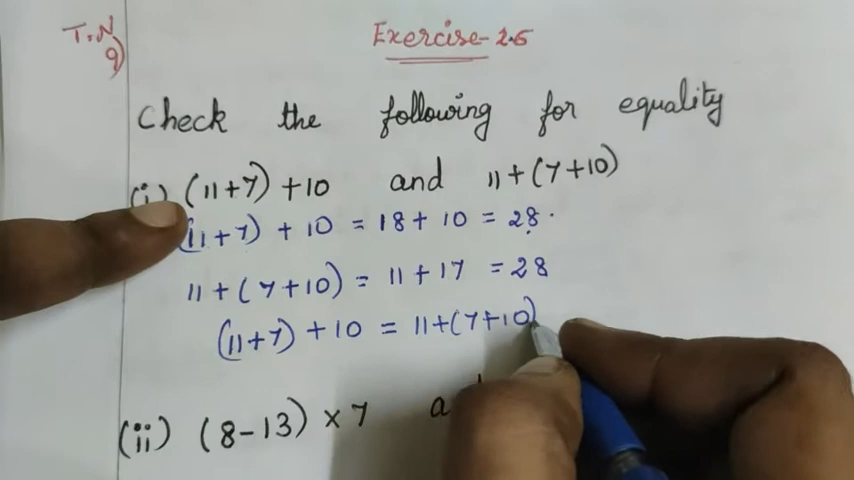 Exercise-2.5
T.N
9)
Check the following for equality
(i) (11+7) +10 and 11+(7+10)
(11+7) + 10 = 18 + 10 = 28.
11 + (7+10) = 11 + 17 = 28
(11+7) + 10 = 11+(7+10)
(ii) (8-13) × 7